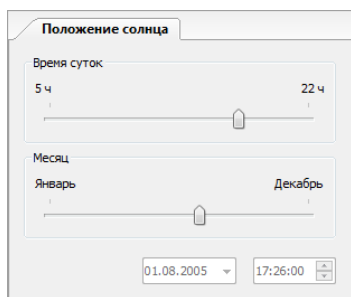 Положение солнца
Время суток
5 ч 22 ч
Месяц
Январь Декабрь
01.08.2005 17:26:00